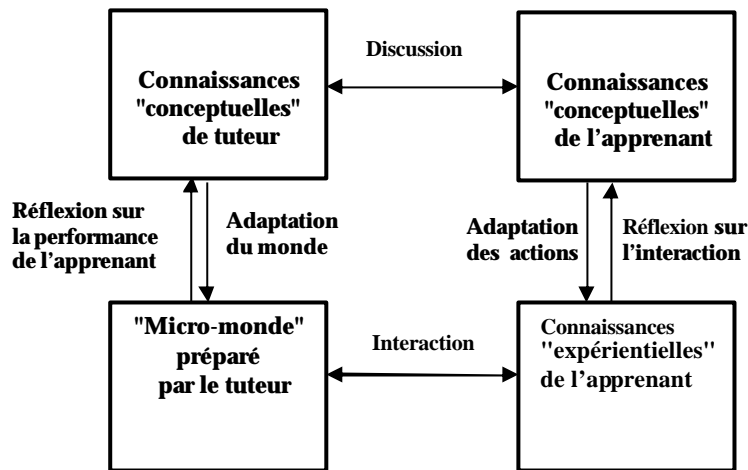 Discussion
Connaissances
"conceptuelles"
de tuteur
Connaissances
"conceptuelles"
de l’apprenant
Réflexion sur
la performance
de l’apprenant
Adaptation
du monde
Adaptation
des actions
Réflexion sur
l’interaction
"Micro-monde"
préparé
par le tuteur
Interaction
Connaissances
"expérientielles"
de l’apprenant